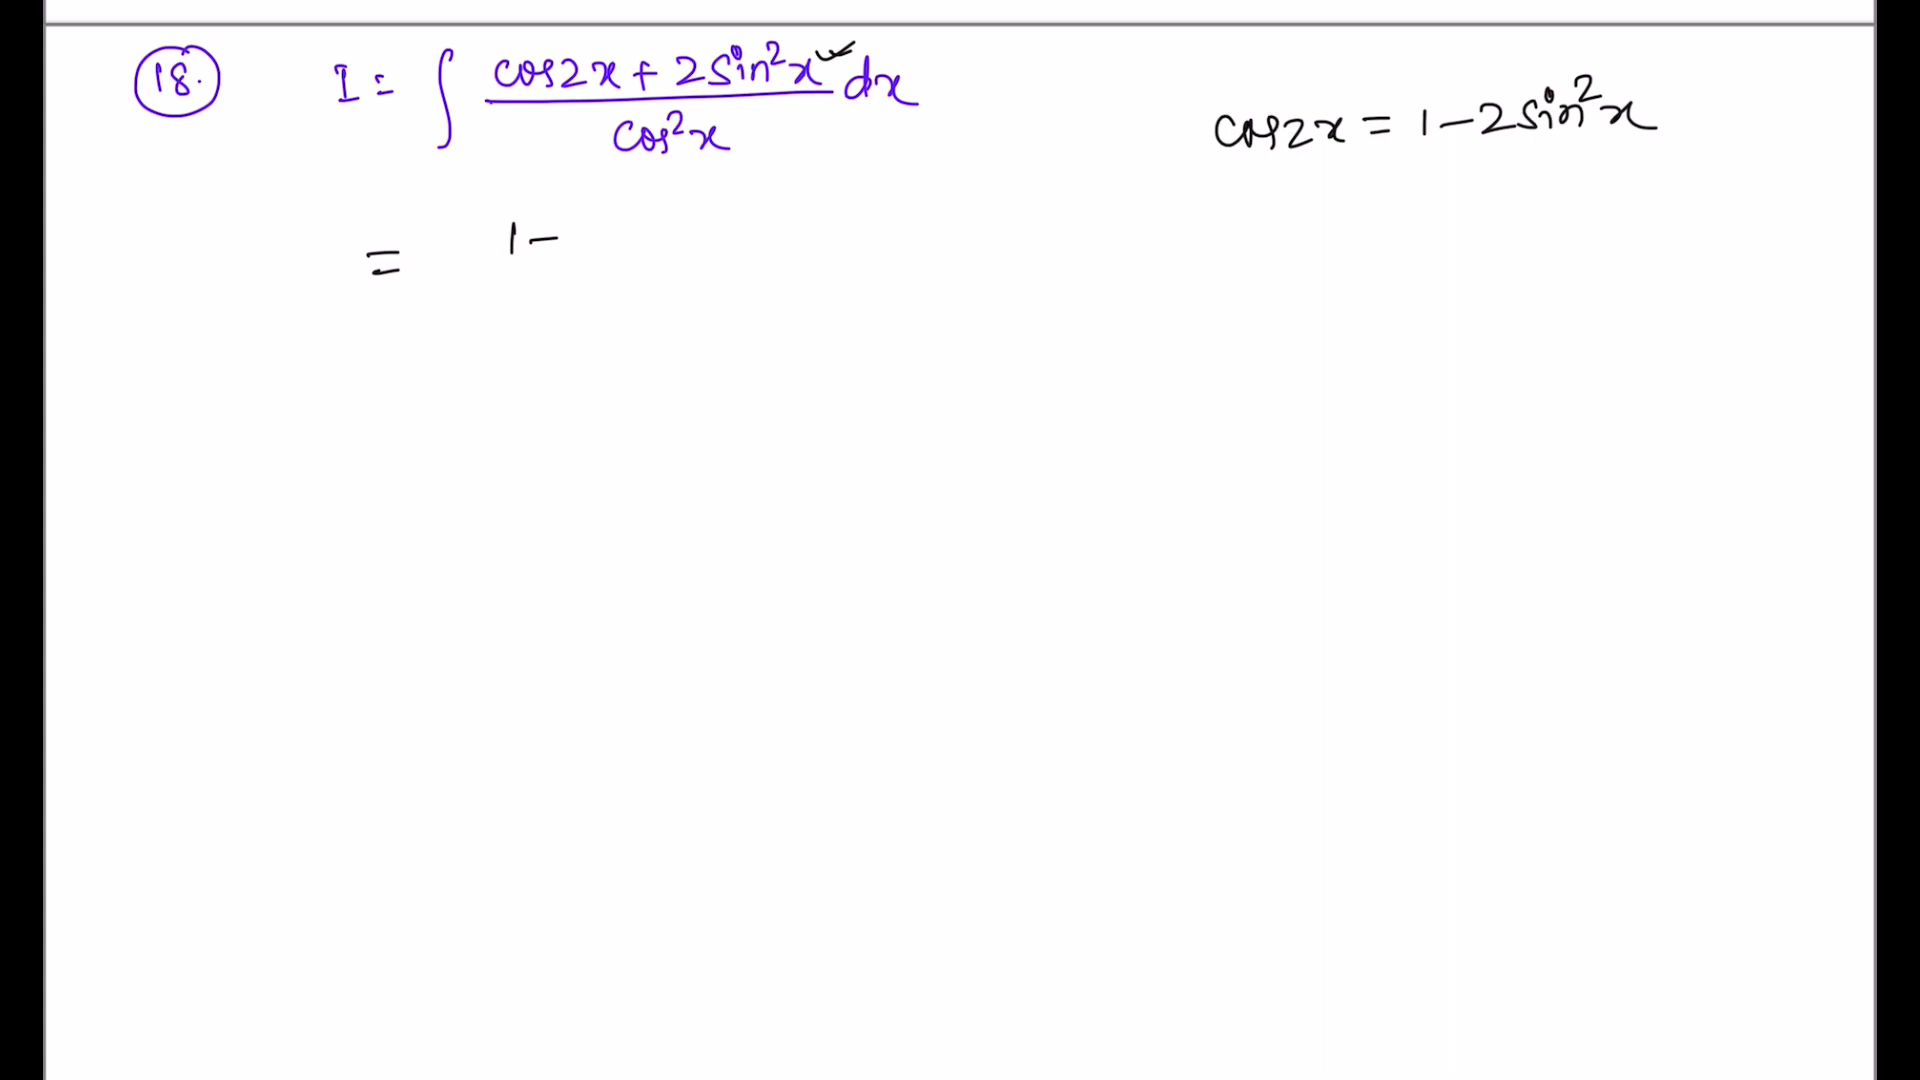 18. I = ∫ (cos2x + 2sin²x)/(cos²x) dx
cos2x = 1-2sin²x
= 1-